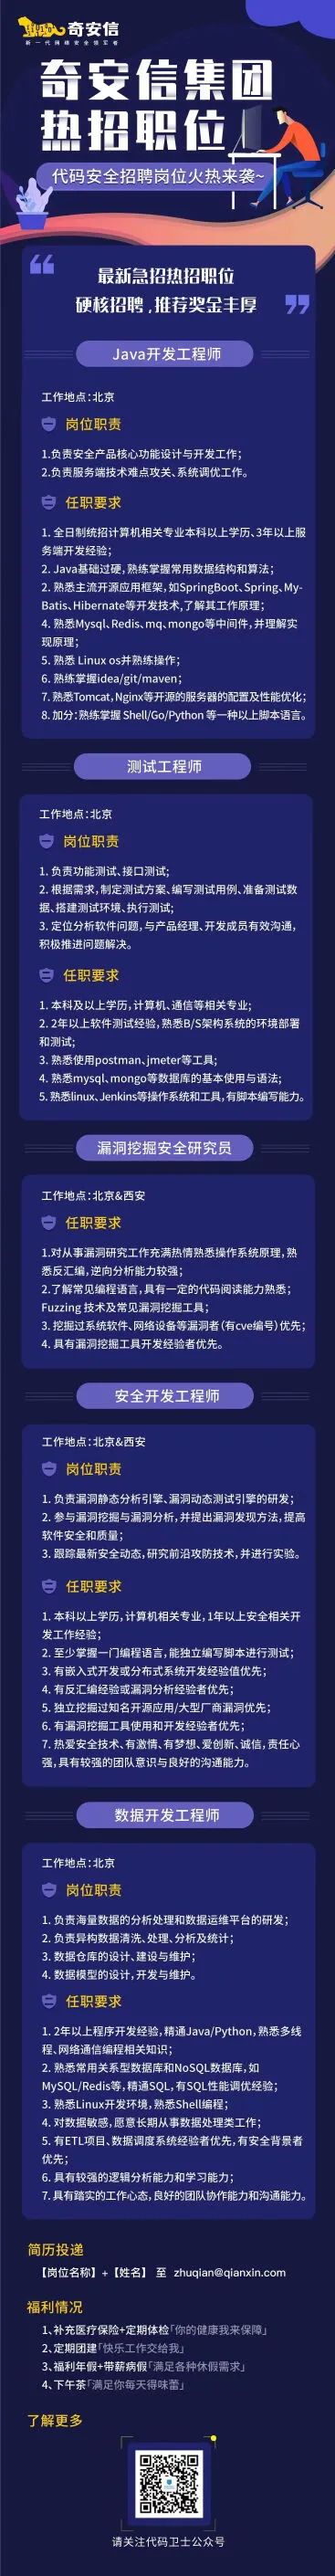 奇安信
新一代网络安全领军者
奇安信集团
热招职位
代码安全招聘岗位火热来袭~
最新急招热招职位
硬核招聘,推荐奖金丰厚
Java开发工程师
工作地点:北京
岗位职责
1.负责安全产品核心功能设计与开发工作；
2.负责服务端技术难点攻关、系统调优工作。
任职要求
1. 全日制统招计算机相关专业本科以上学历、3年以上服
务端开发经验；
2. Java基础过硬,熟练掌握常用数据结构和算法；
2. 熟悉主流开源应用框架,如SpringBoot、Spring、My-
Batis、Hibernate等开发技术,了解其工作原理；
4. 熟悉Mysql、Redis、mq、mongo等中间件,并理解实
现原理；
5. 熟悉 Linux os并熟练操作；
6. 熟练掌握idea/git/maven；
7. 熟悉Tomcat, Nginx等开源的服务器的配置及性能优化；
8. 加分：熟练掌握 Shell/Go/Python 等一种以上脚本语言。
测试工程师
工作地点:北京
岗位职责
1. 负责功能测试、接口测试;
2. 根据需求,制定测试方案、编写测试用例、准备测试数
据、搭建测试环境、执行测试;
3. 定位分析软件问题,与产品经理、开发成员有效沟通,
积极推进问题解决。
任职要求
1. 本科及以上学历,计算机、通信等相关专业;
2. 2年以上软件测试经验,熟悉B/S架构系统的环境部署
和测试;
3. 熟悉使用postman、jmeter等工具;
4. 熟悉mysql、mongo等数据库的基本使用与语法;
5. 熟悉linux、Jenkins等操作系统和工具,有脚本编写能力。
漏洞挖掘安全研究员
工作地点:北京&西安
任职要求
1.对从事漏洞研究工作充满热情熟悉操作系统原理,熟
悉反汇编,逆向分析能力较强；
2.了解常见编程语言,具有一定的代码阅读能力熟悉；
Fuzzing 技术及常见漏洞挖掘工具；
3. 挖掘过系统软件、网络设备等漏洞者（有cve编号）优先；
4. 具有漏洞挖掘工具开发经验者优先。
安全开发工程师
工作地点:北京&西安
岗位职责
1. 负责漏洞静态分析引擎、漏洞动态测试引擎的研发；
2. 参与漏洞挖掘与漏洞分析,并提出漏洞发现方法,提高
软件安全和质量；
3. 跟踪最新安全动态,研究前沿攻防技术,并进行实验。
任职要求
1. 本科以上学历,计算机相关专业,1年以上安全相关开
发工作经验；
2. 至少掌握一门编程语言,能独立编写脚本进行测试；
3. 有嵌入式开发或分布式系统开发经验值优先；
4. 有反汇编经验或漏洞分析经验者优先；
5. 独立挖掘过知名开源应用/大型厂商漏洞优先；
6. 有漏洞挖掘工具使用和开发经验者优先；
7. 热爱安全技术、有激情、有梦想、爱创新、诚信,责任心
强,具有较强的团队意识与良好的沟通能力。
数据开发工程师
工作地点:北京
岗位职责
1. 负责海量数据的分析处理和数据运维平台的研发；
2. 负责异构数据清洗、处理、分析及统计；
3. 数据仓库的设计、建设与维护；
4. 数据模型的设计,开发与维护。
任职要求
1. 2年以上程序开发经验,精通Java/Python,熟悉多线
程、网络通信编程相关知识；
2. 熟悉常用关系型数据库和NoSQL数据库,如
MySQL/Redis等,精通SQL,有SQL性能调优经验；
3. 熟悉Linux开发环境,熟悉Shell编程；
4. 对数据敏感,愿意长期从事数据处理类工作；
5. 有ETL项目、数据调度系统经验者优先,有安全背景者
优先；
6. 具有较强的逻辑分析能力和学习能力；
7. 具有踏实的工作心态,良好的团队协作能力和沟通能力。
简历投递
【岗位名称】+【姓名】 至 zhuqian@qianxin.com
福利情况
1、补充医疗保险+定期体检「你的健康我来保障」
2、定期团建「快乐工作交给我」
3、福利年假+带薪病假「满足各种休假需求」
4、下午茶「满足你每天得味蕾」
了解更多
请关注代码卫士公众号